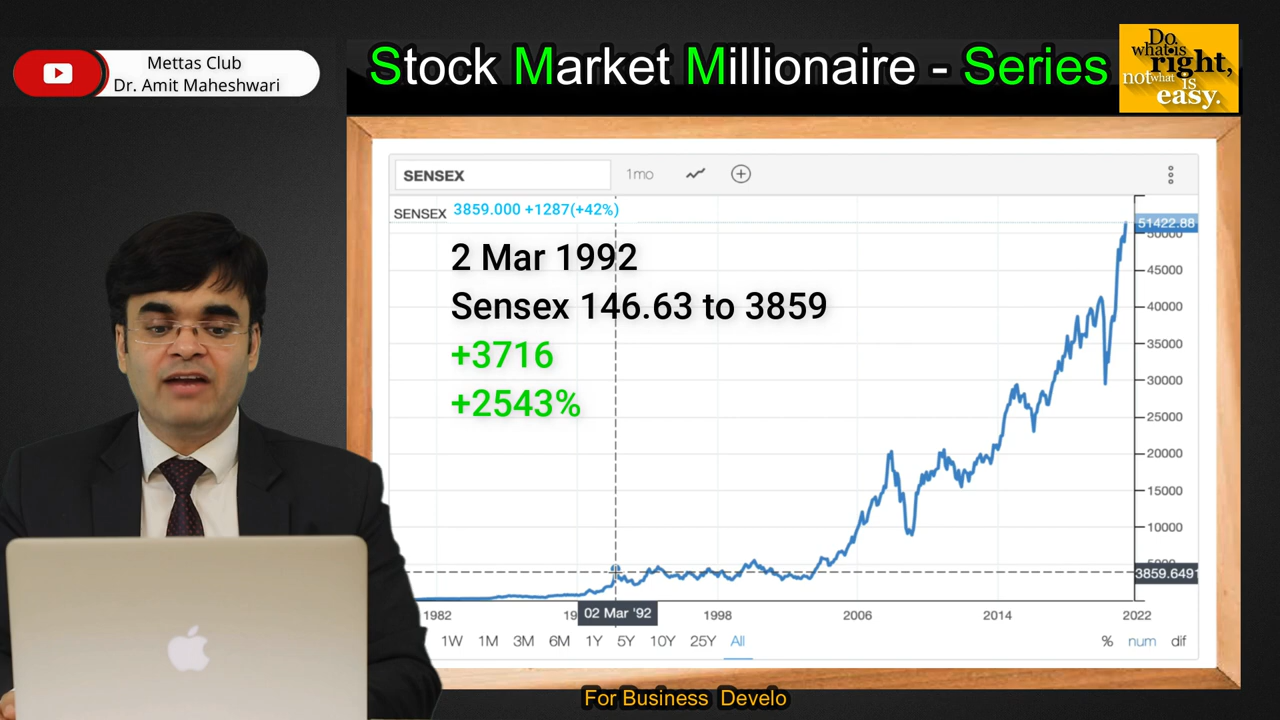 Mettas Club
Dr. Amit Maheshwari
Stock Market Millionaire - Series
Do
what is
right,
not what
is
easy.
SENSEX
1mo
SENSEX 3859.000 +1287(+42%)
2 Mar 1992
Sensex 146.63 to 3859
+3716
+2543%
51422.88
45000
40000
35000
30000
25000
20000
15000
10000
3859.6491
1982
02 Mar '92
1998
2006
2014
2022
1W 1M 3M 6M 1Y 5Y 10Y 25Y All
% num dif
For Business Develo